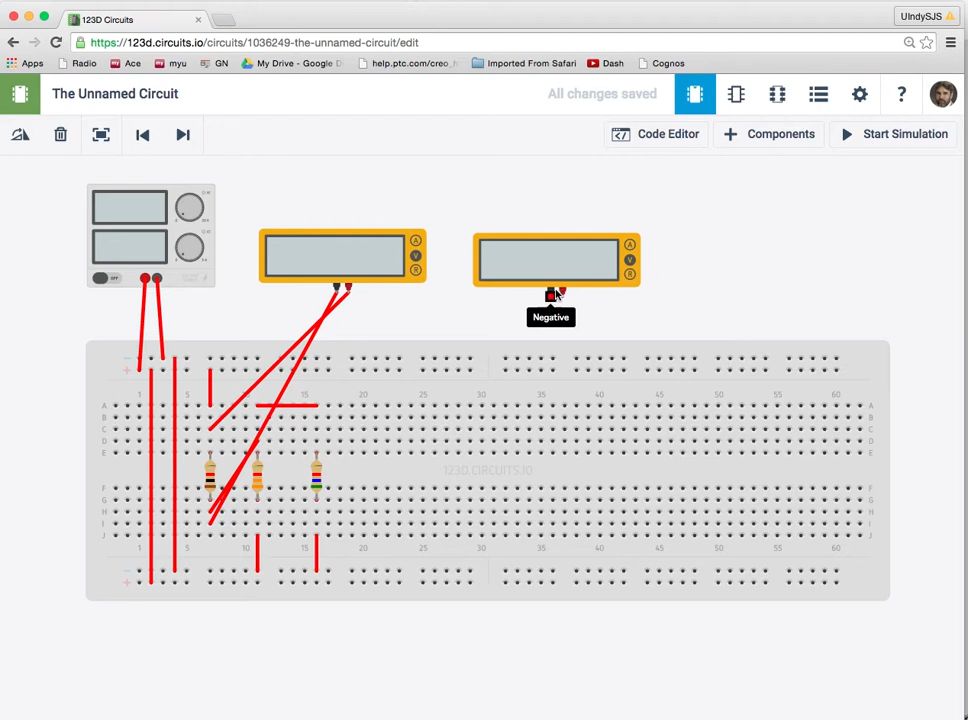 123D Circuits
UIndySJS
https://123d.circuits.io/circuits/1036249-the-unnamed-circuit/edit
Apps Radio Ace myu GN My Drive - Google D help.ptc.com/creo_ Imported From Safari Dash Cognos
The Unnamed Circuit
All changes saved
?
Code Editor
Components
Start Simulation
OFF
A
V
R
A
V
R
Negative
- +
1 5 10 15 20 25 30 35 40 45 50 55 60
A A
B B
C C
D D
E E
123D.CIRCUITS.IO
F F
G G
H H
I I
J J
1 5 10 15 20 25 30 35 40 45 50 55 60
- +